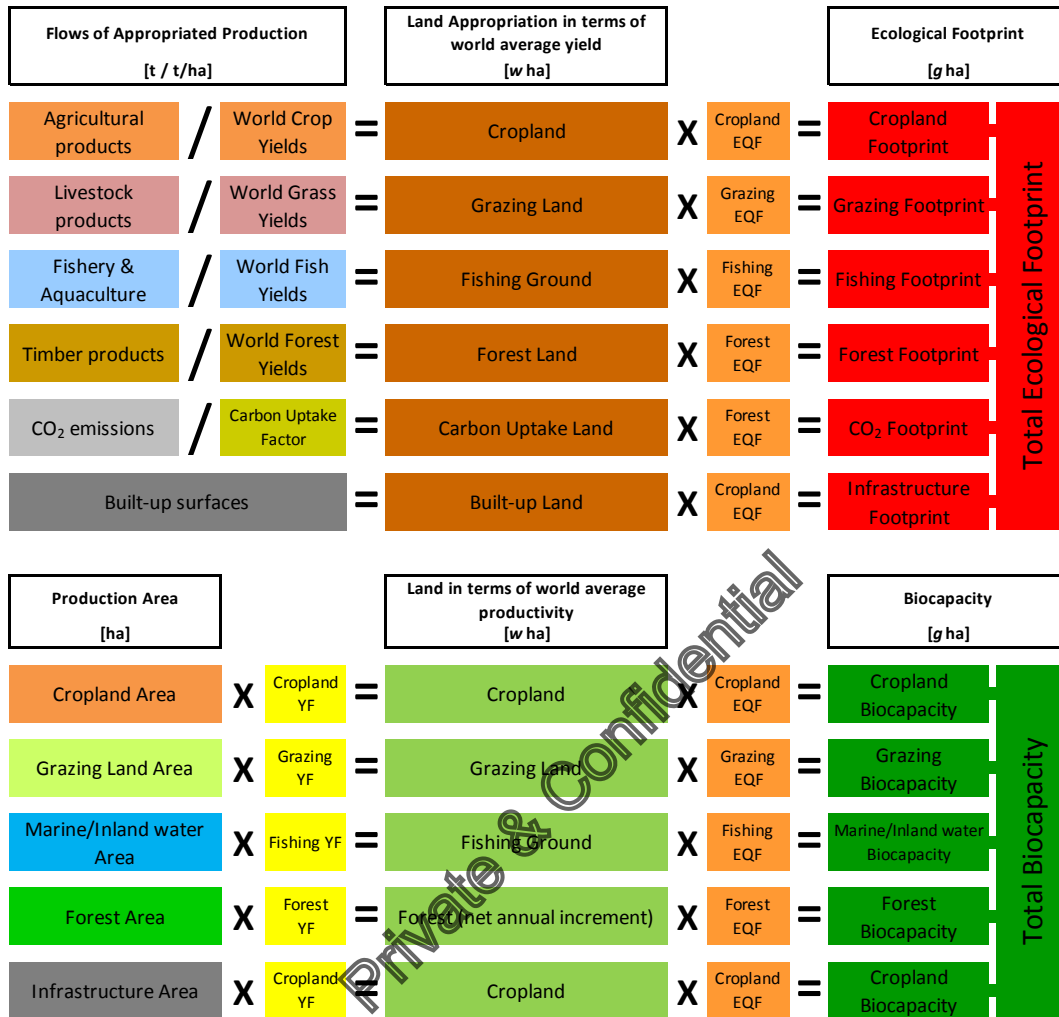 Flows of Appropriated Production
[t / t/ha]
Land Appropriation in terms of
world average yield
[w ha]
Ecological Footprint
[g ha]
Agricultural
products
/
World Crop
Yields
=
Cropland
X
Cropland
EQF
=
Cropland
Footprint
Livestock
products
/
World Grass
Yields
=
Grazing Land
X
Grazing
EQF
=
Grazing Footprint
Fishery &
Aquaculture
/
World Fish
Yields
=
Fishing Ground
X
Fishing
EQF
=
Fishing Footprint
Timber products
/
World Forest
Yields
=
Forest Land
X
Forest
EQF
=
Forest Footprint
CO₂ emissions
/
Carbon Uptake
Factor
=
Carbon Uptake Land
X
Forest
EQF
=
CO₂ Footprint
Built-up surfaces
=
Built-up Land
X
Cropland
EQF
=
Infrastructure
Footprint
Total Ecological Footprint
Production Area
[ha]
Land in terms of world average
productivity
[w ha]
Biocapacity
[g ha]
Cropland Area
X
Cropland
YF
=
Cropland
X
Cropland
EQF
=
Cropland
Biocapacity
Grazing Land Area
X
Grazing
YF
=
Grazing Land
X
Grazing
EQF
=
Grazing
Biocapacity
Marine/Inland water
Area
X
Fishing YF
=
Fishing Ground
X
Fishing
EQF
=
Marine/Inland water
Biocapacity
Forest Area
X
Forest
YF
=
Forest (net annual increment)
X
Forest
EQF
=
Forest
Biocapacity
Infrastructure Area
X
Cropland
YF
=
Cropland
X
Cropland
EQF
=
Cropland
Biocapacity
Total Biocapacity
Private & Confidential